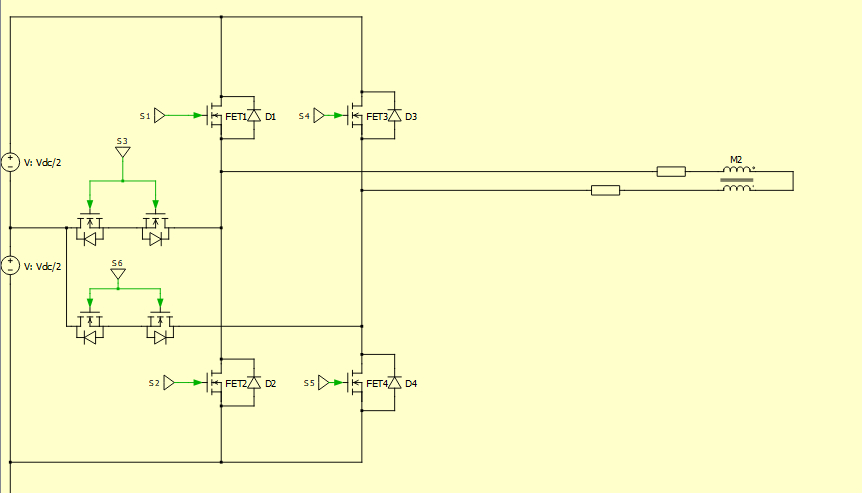 S1
FET1
D1
S4
FET3
D3
S3
V: Vdc/2
M2
V: Vdc/2
S6
S2
FET2
D2
S5
FET4
D4